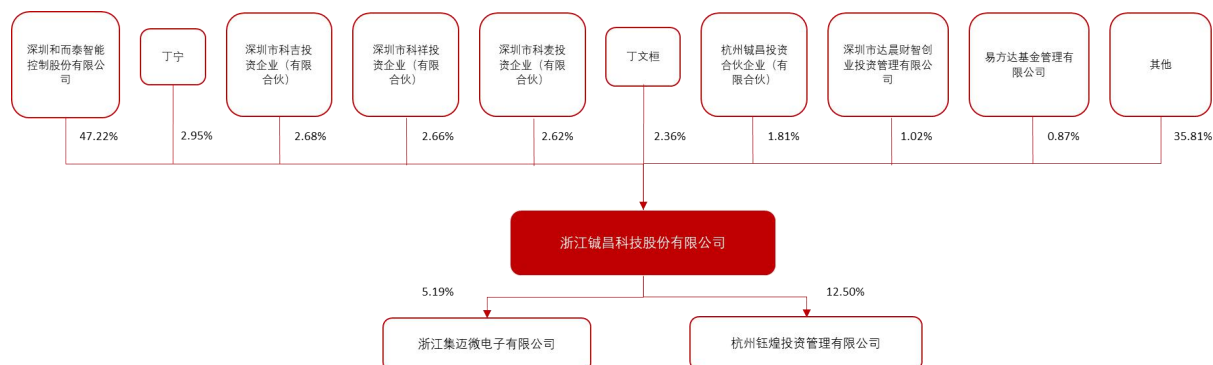 深圳和而泰智能
控制股份有限公
司
丁宁
深圳市科吉投
资企业（有限
合伙）
深圳市科祥投
资企业（有限
合伙）
深圳市科麦投
资企业（有限
合伙）
丁文桓
杭州铖昌投资
合伙企业（有
限合伙）
深圳市达晨财智创
业投资管理有限公
司
易方达基金管理有
限公司
其他
47.22%
2.95%
2.68%
2.66%
2.62%
2.36%
1.81%
1.02%
0.87%
35.81%
浙江铖昌科技股份有限公司
5.19%
12.50%
浙江集迈微电子有限公司
杭州钰煌投资管理有限公司